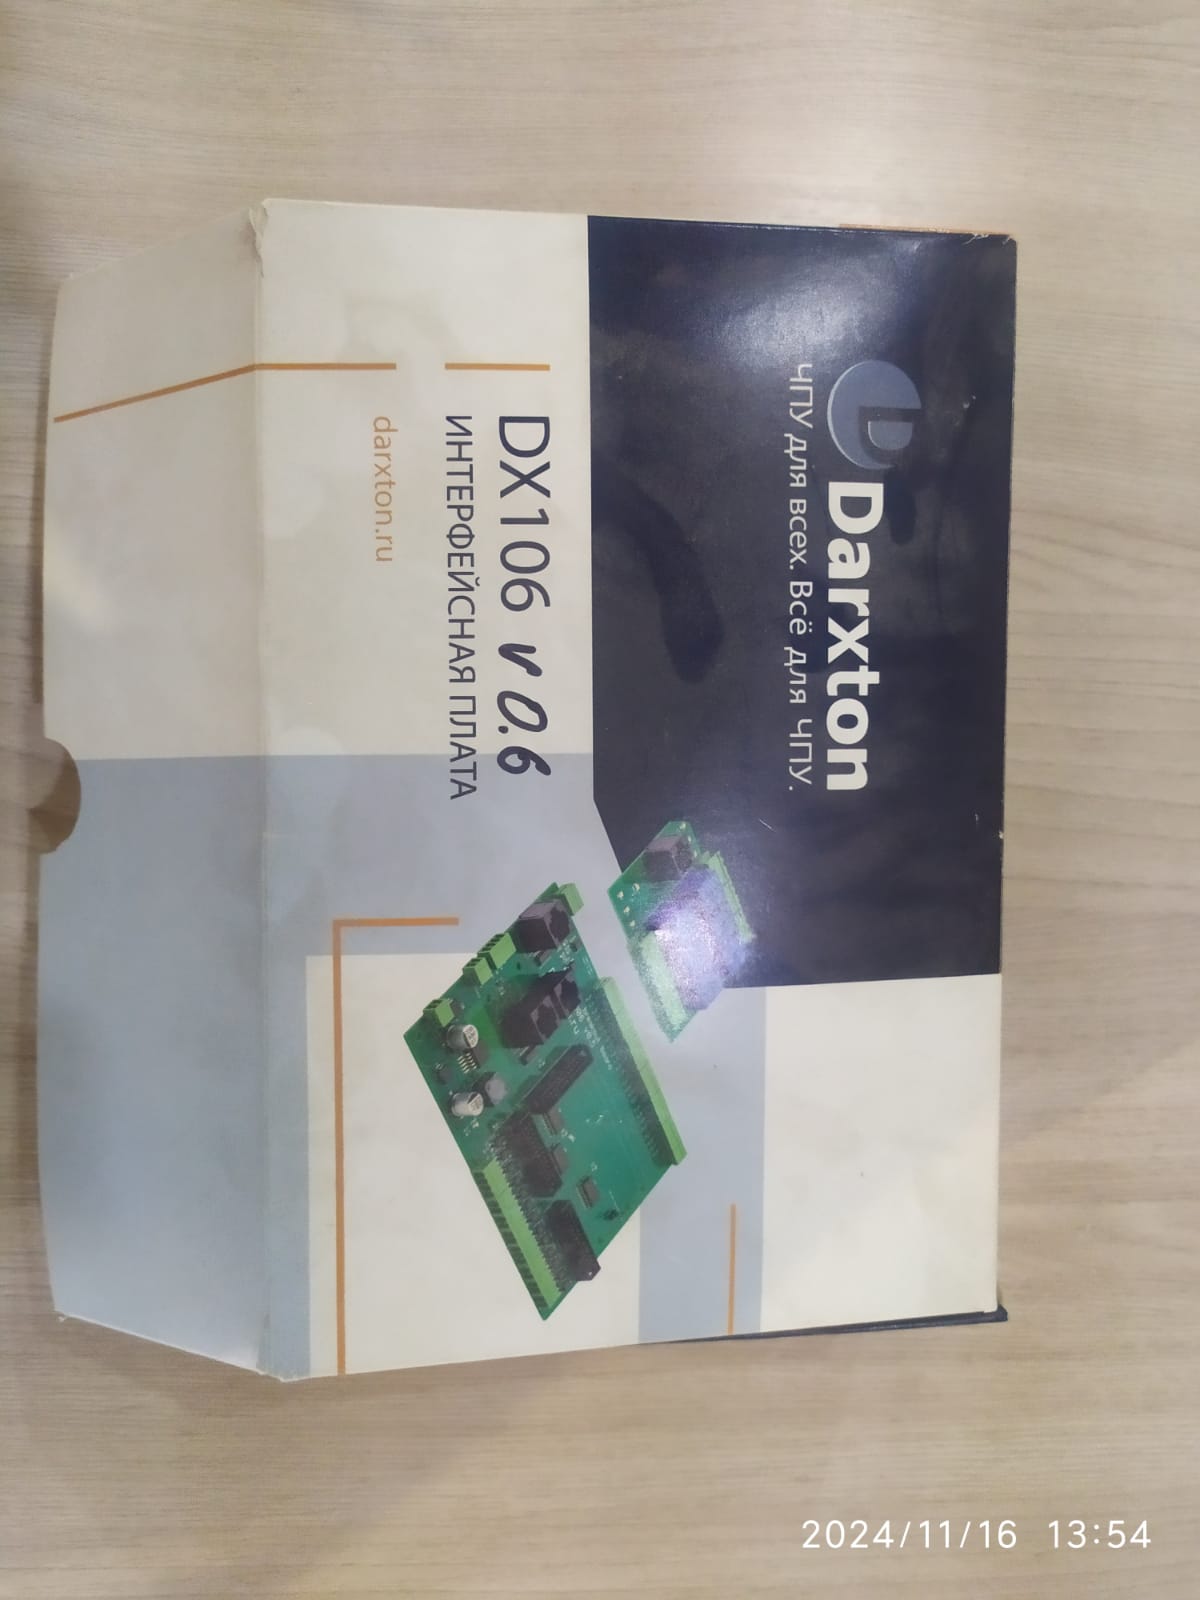 Darxton
ЧПУ для всех. Всё для ЧПУ.
DX106 v 0.6
ИНТЕРФЕЙСНАЯ ПЛАТА
darxton.ru
2024/11/16 13:54